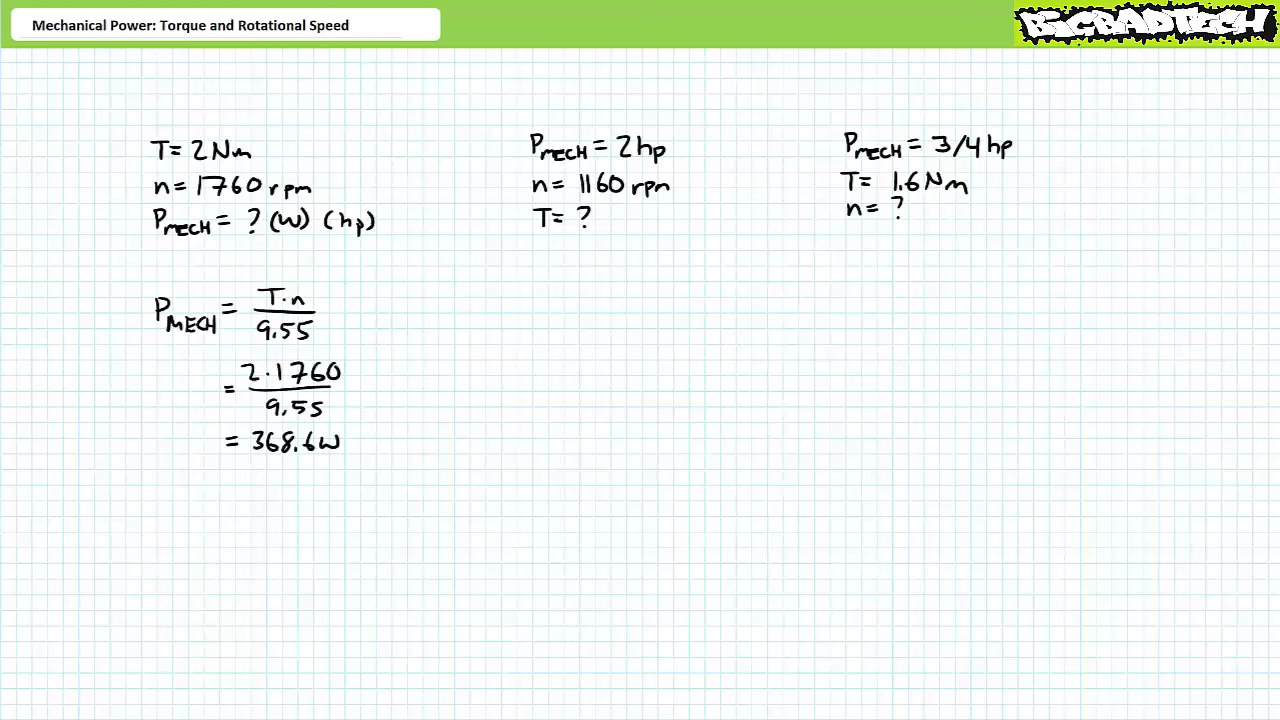 Mechanical Power: Torque and Rotational Speed
BIGBADTECH
T= 2Nm
n= 1760 rpm
PMECH = ? (W) (hp)
PMECH = 2hp
n= 1160 rpm
T= ?
PMECH = 3/4 hp
T= 1.6Nm
n= ?
PMECH = T·n
9.55
= 2·1760
9.55
= 368.6W